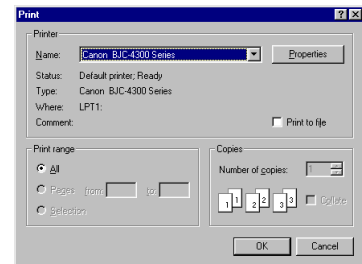 Print
Printer
Name: Canon BJC-4300 Series Properties
Status: Default printer; Ready
Type: Canon BJC-4300 Series
Where: LPT1:
Comment: Print to file
Print range
All
Pages from: to:
Selection
Copies
Number of copies: 1
1 1 2 2 3 3 Collate
OK Cancel